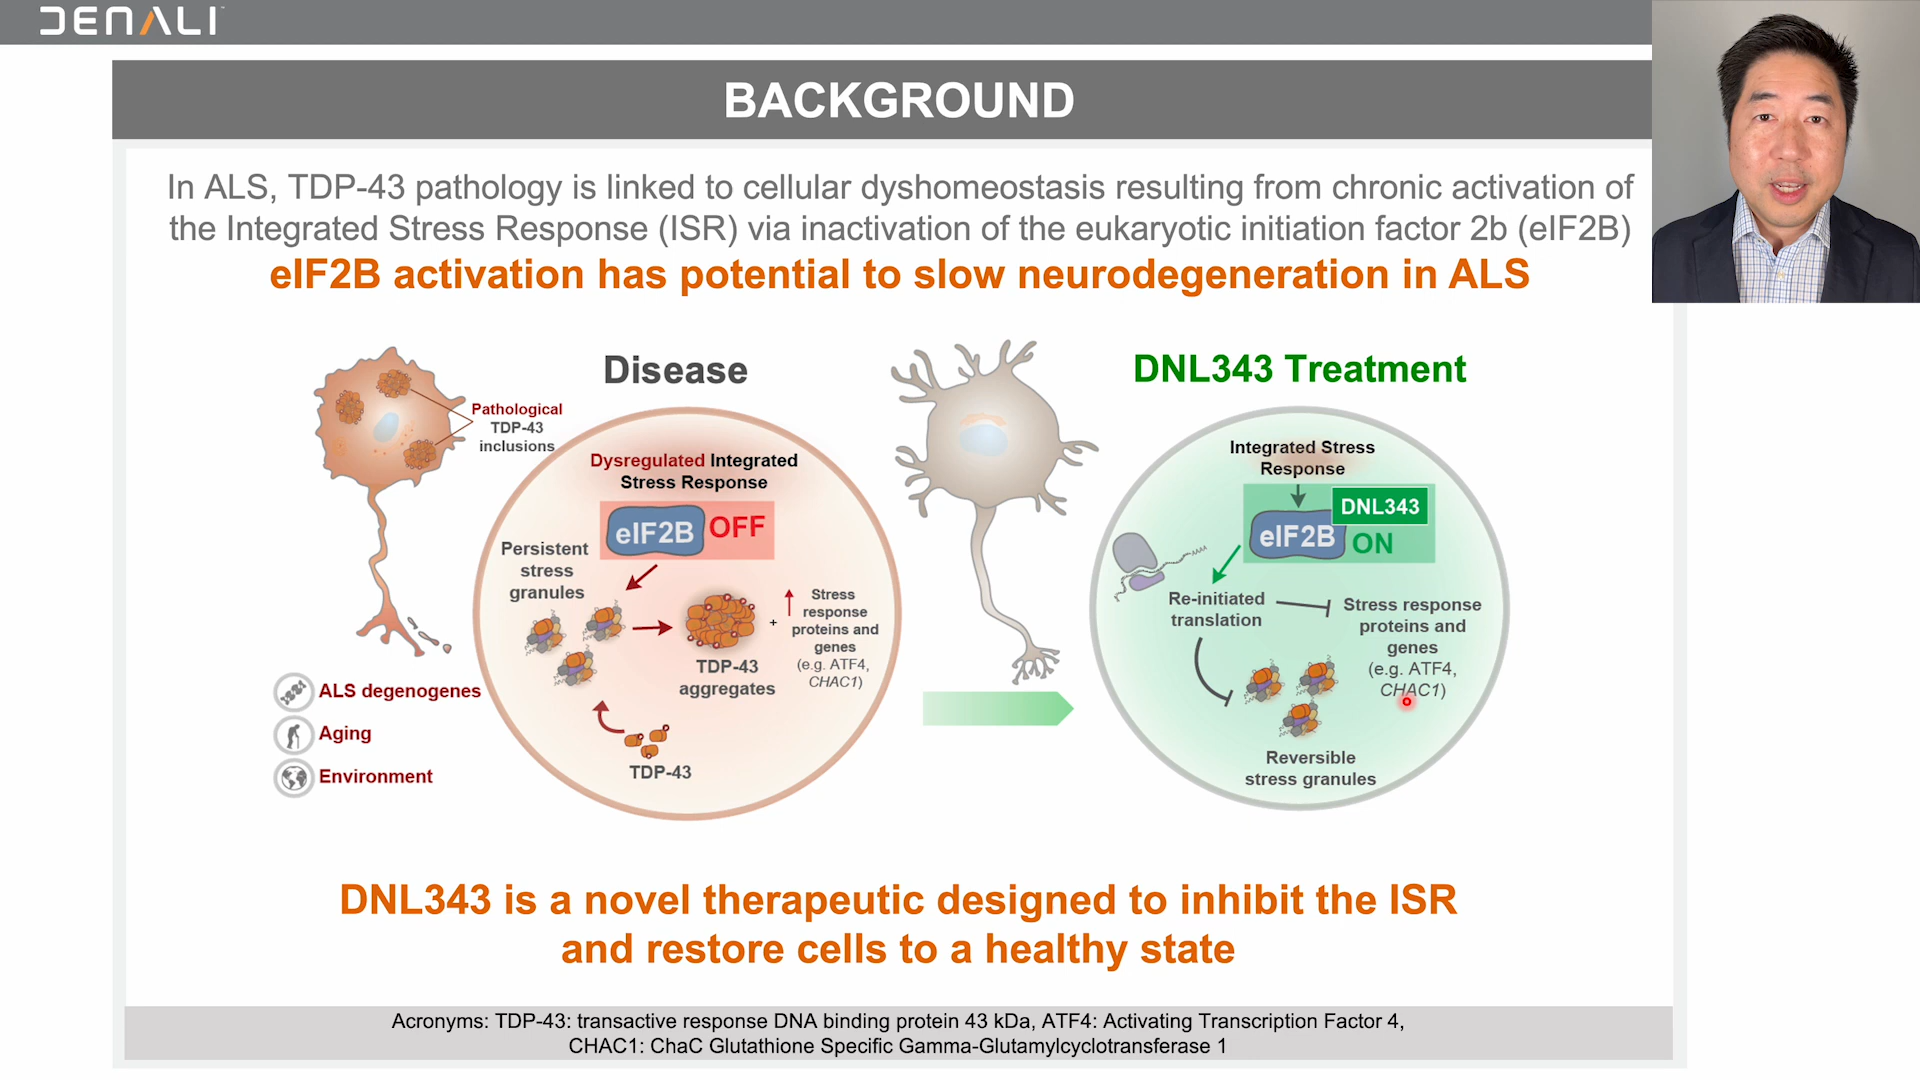 DENALI
BACKGROUND
In ALS, TDP-43 pathology is linked to cellular dyshomeostasis resulting from chronic activation of
the Integrated Stress Response (ISR) via inactivation of the eukaryotic initiation factor 2b (eIF2B)
eIF2B activation has potential to slow neurodegeneration in ALS
Disease
Pathological
TDP-43
inclusions
Dysregulated Integrated
Stress Response
eIF2B OFF
Persistent
stress
granules
TDP-43
aggregates
+
Stress
response
proteins and
genes
(e.g. ATF4,
CHAC1)
TDP-43
ALS degenogenes
Aging
Environment
DNL343 Treatment
Integrated Stress
Response
DNL343
eIF2B ON
Re-initiated
translation
Stress response
proteins and
genes
(e.g. ATF4,
CHAC1)
Reversible
stress granules
DNL343 is a novel therapeutic designed to inhibit the ISR
and restore cells to a healthy state
Acronyms: TDP-43: transactive response DNA binding protein 43 kDa, ATF4: Activating Transcription Factor 4,
CHAC1: ChaC Glutathione Specific Gamma-Glutamylcyclotransferase 1